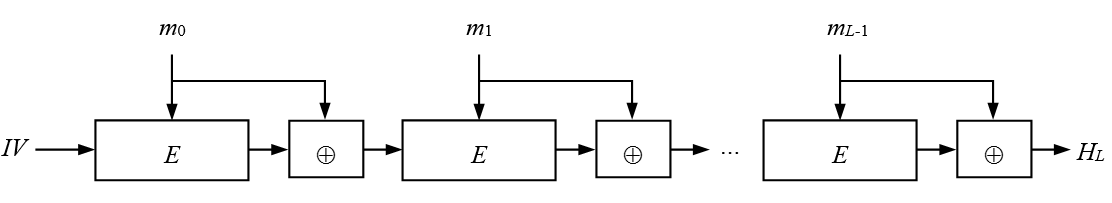 m0 m1 mL-1
IV E ⊕ E ⊕ ... E ⊕ HL